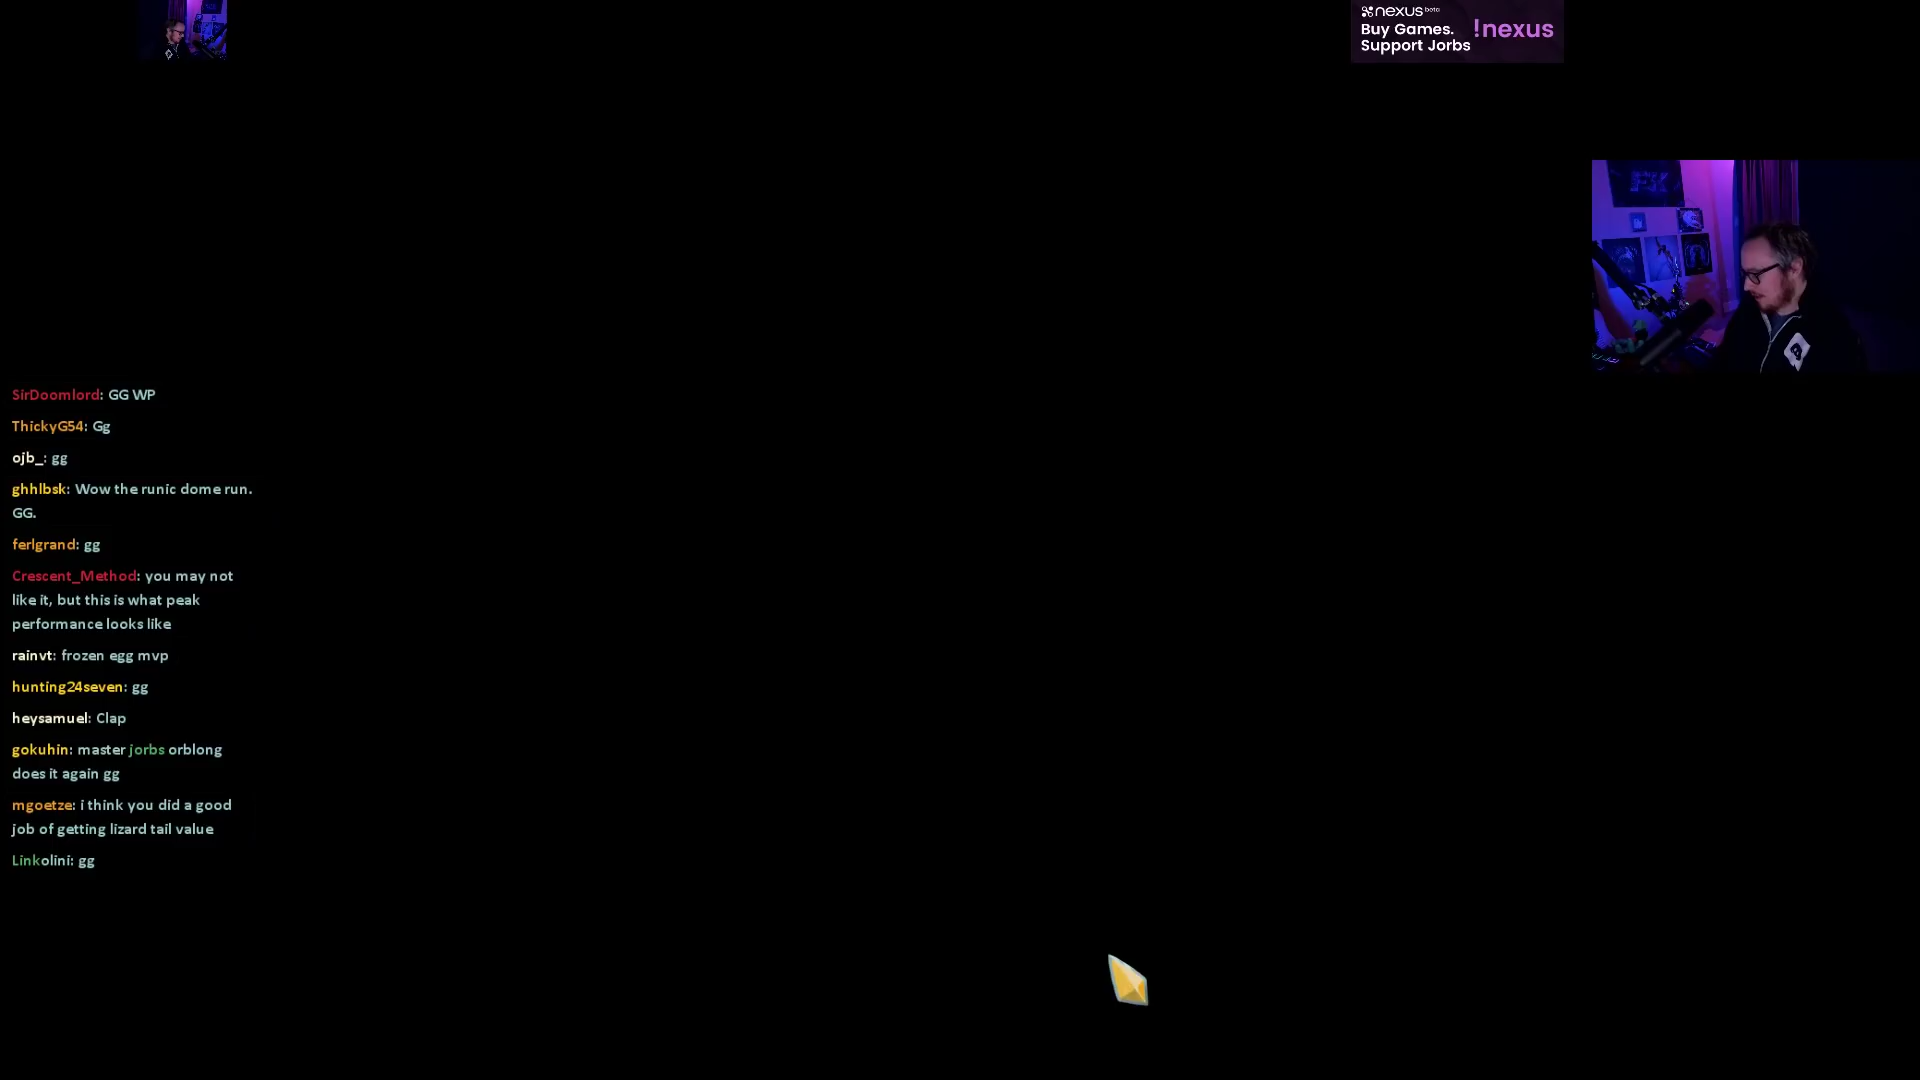 nexus beta
Buy Games.
Support Jorbs
!nexus
SirDoomlord: GG WP
ThickyG54: Gg
ojb_: gg
ghhlbsk: Wow the runic dome run.
GG.
ferlgrand: gg
Crescent_Method: you may not
like it, but this is what peak
performance looks like
rainvt: frozen egg mvp
hunting24seven: gg
heysamuel: Clap
gokuhin: master jorbs orblong
does it again gg
mgoetze: i think you did a good
job of getting lizard tail value
Linkolini: gg